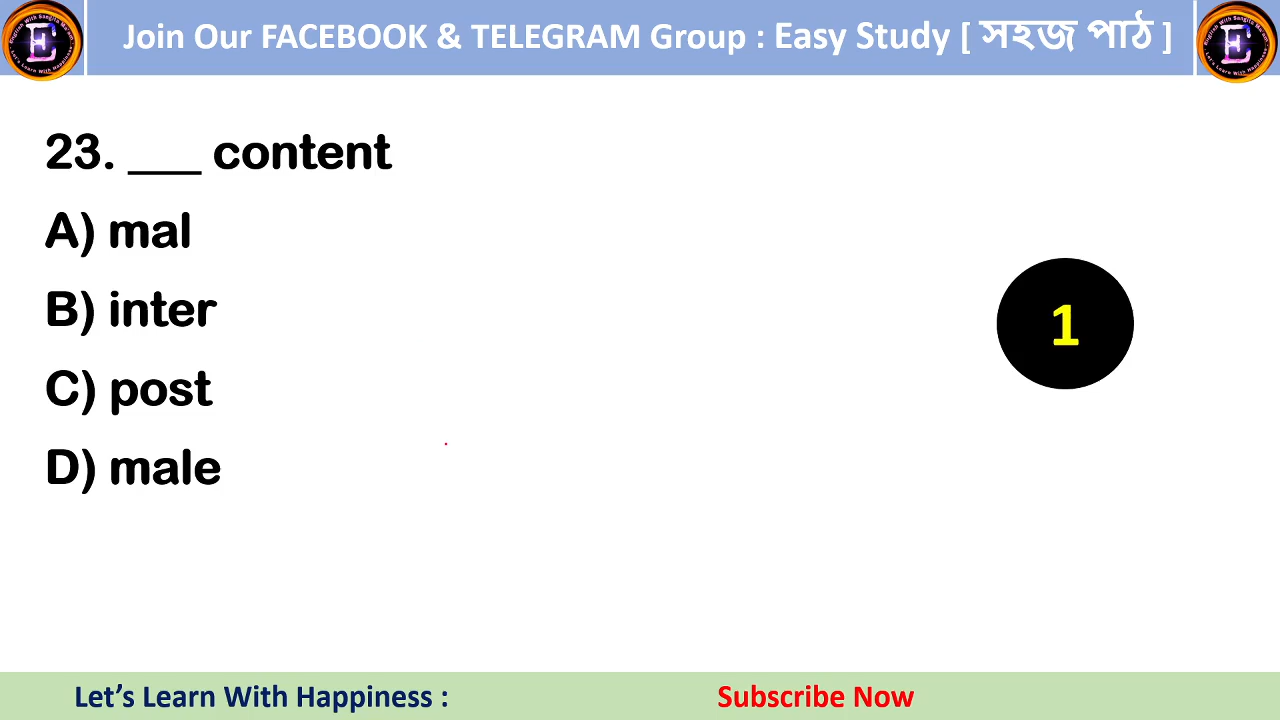 Join Our FACEBOOK & TELEGRAM Group : Easy Study [ সহজ পাঠ ]
23. ___ content
A) mal
B) inter
C) post
D) male
1
Let’s Learn With Happiness :
Subscribe Now